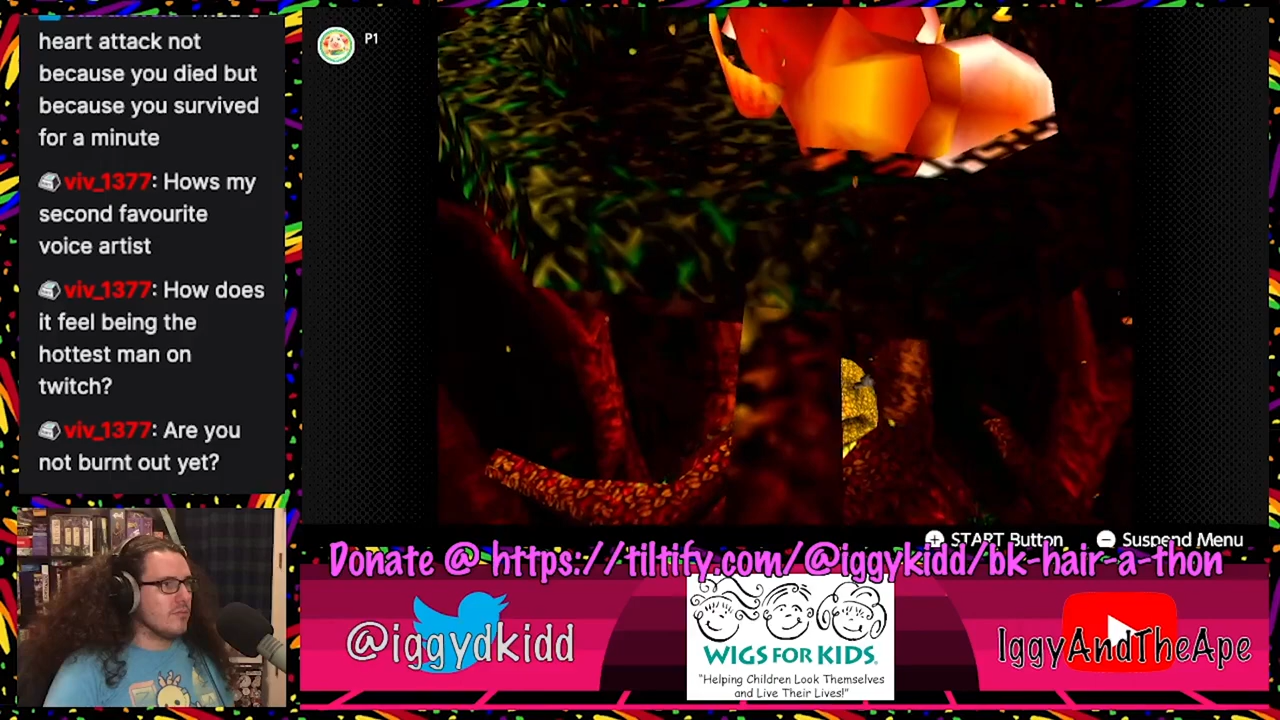 heart attack not
because you died but
because you survived
for a minute
viv_1377: Hows my
second favourite
voice artist
viv_1377: How does
it feel being the
hottest man on
twitch?
viv_1377: Are you
not burnt out yet?
P1
START Button
Suspend Menu
Donate @ https://tiltify.com/@iggykidd/bk-hair-a-thon
@iggydkidd
WIGS FOR KIDS.
"Helping Children Look Themselves
and Live Their Lives!"
IggyAndTheApe